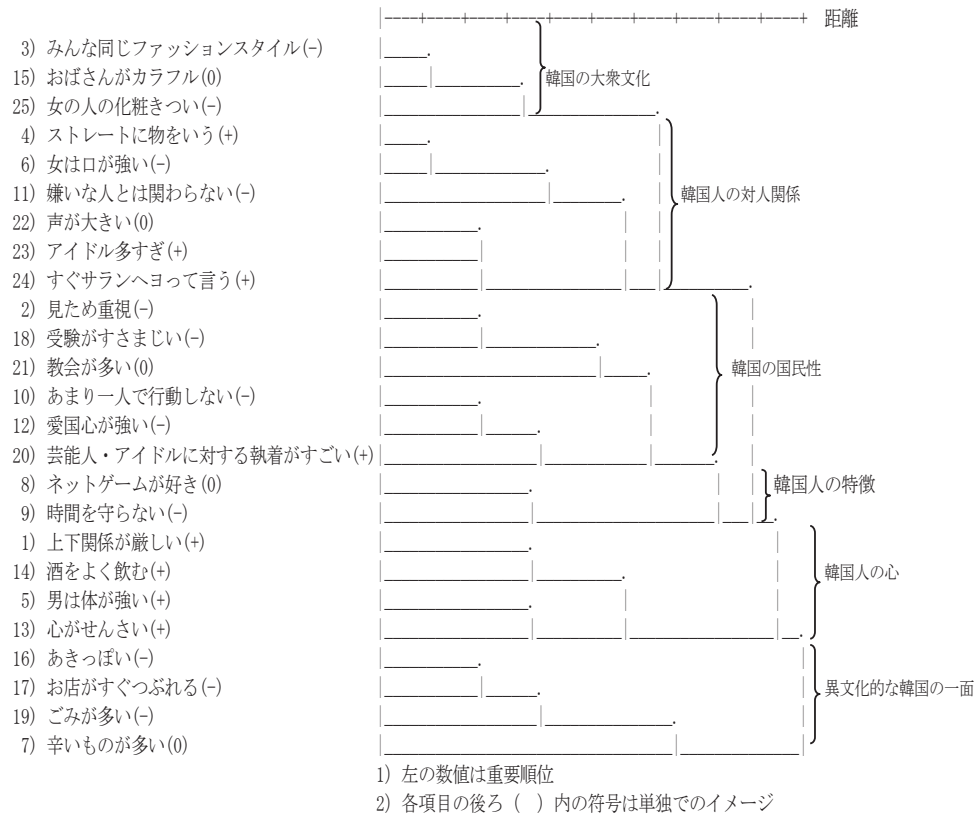 距離
3) みんな同じファッションスタイル(-)
15) おばさんがカラフル(0)
25) 女の人の化粧きつい(-)
韓国の大衆文化
4) ストレートに物をいう(+)
6) 女は口が強い(-)
11) 嫌いな人とは関わらない(-)
22) 声が大きい(0)
23) アイドル多すぎ(+)
24) すぐサランヘヨって言う(+)
韓国人の対人関係
2) 見ため重視(-)
18) 受験がすさまじい(-)
21) 教会が多い(0)
10) あまり一人で行動しない(-)
12) 愛国心が強い(-)
20) 芸能人・アイドルに対する執着がすごい(+)
韓国の国民性
8) ネットゲームが好き(0)
9) 時間を守らない(-)
韓国人の特徴
1) 上下関係が厳しい(+)
14) 酒をよく飲む(+)
5) 男は体が強い(+)
13) 心がせんさい(+)
韓国人の心
16) あきっぽい(-)
17) お店がすぐつぶれる(-)
19) ごみが多い(-)
7) 辛いものが多い(0)
異文化的な韓国の一面
1) 左の数値は重要順位
2) 各項目の後ろ（　）内の符号は単独でのイメージ